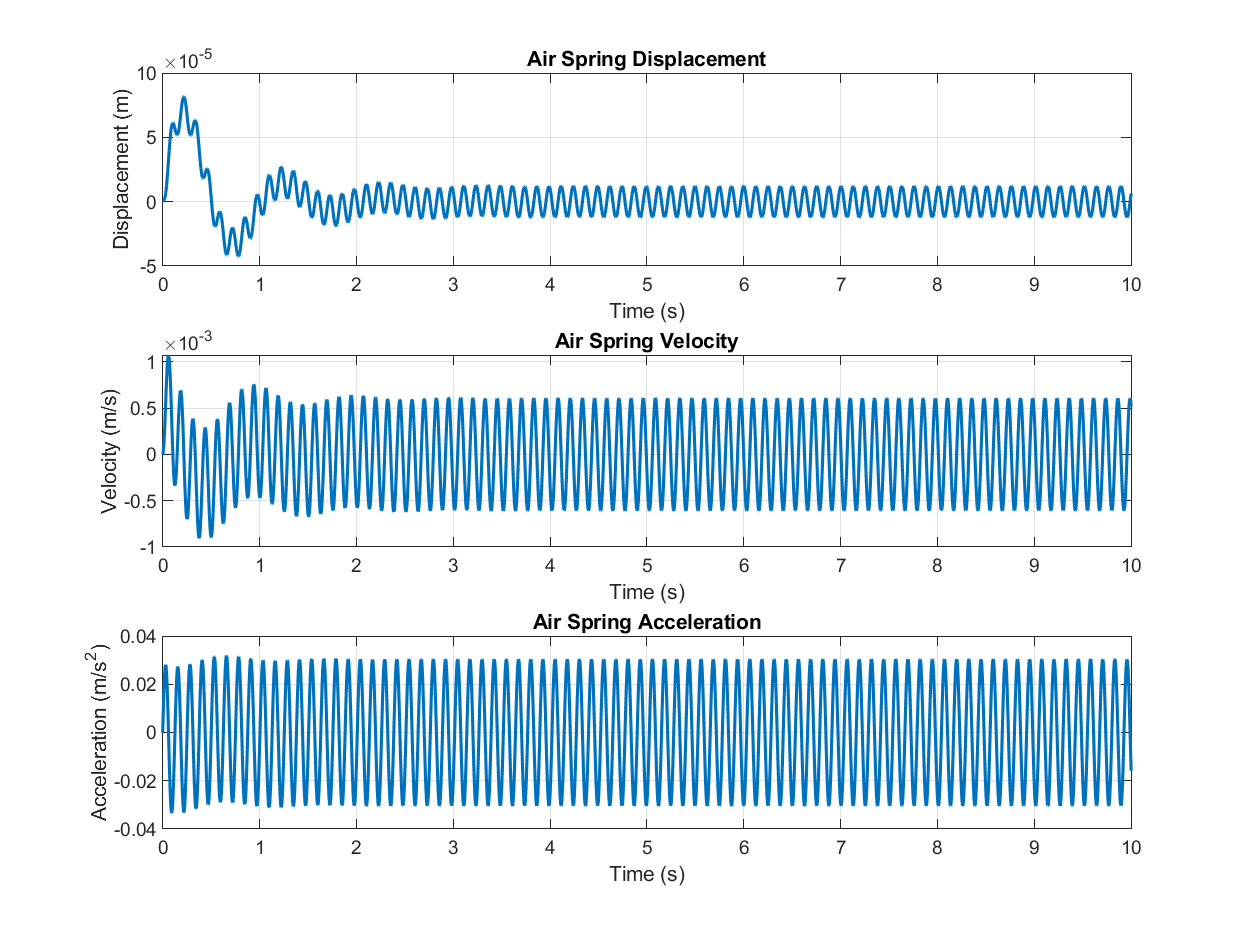 Air Spring Displacement
×10-5
10
5
0
-5
Displacement (m)
0 1 2 3 4 5 6 7 8 9 10
Time (s)
Air Spring Velocity
×10-3
1
0.5
0
-0.5
-1
Velocity (m/s)
0 1 2 3 4 5 6 7 8 9 10
Time (s)
Air Spring Acceleration
0.04
0.02
0
-0.02
-0.04
Acceleration (m/s2)
0 1 2 3 4 5 6 7 8 9 10
Time (s)